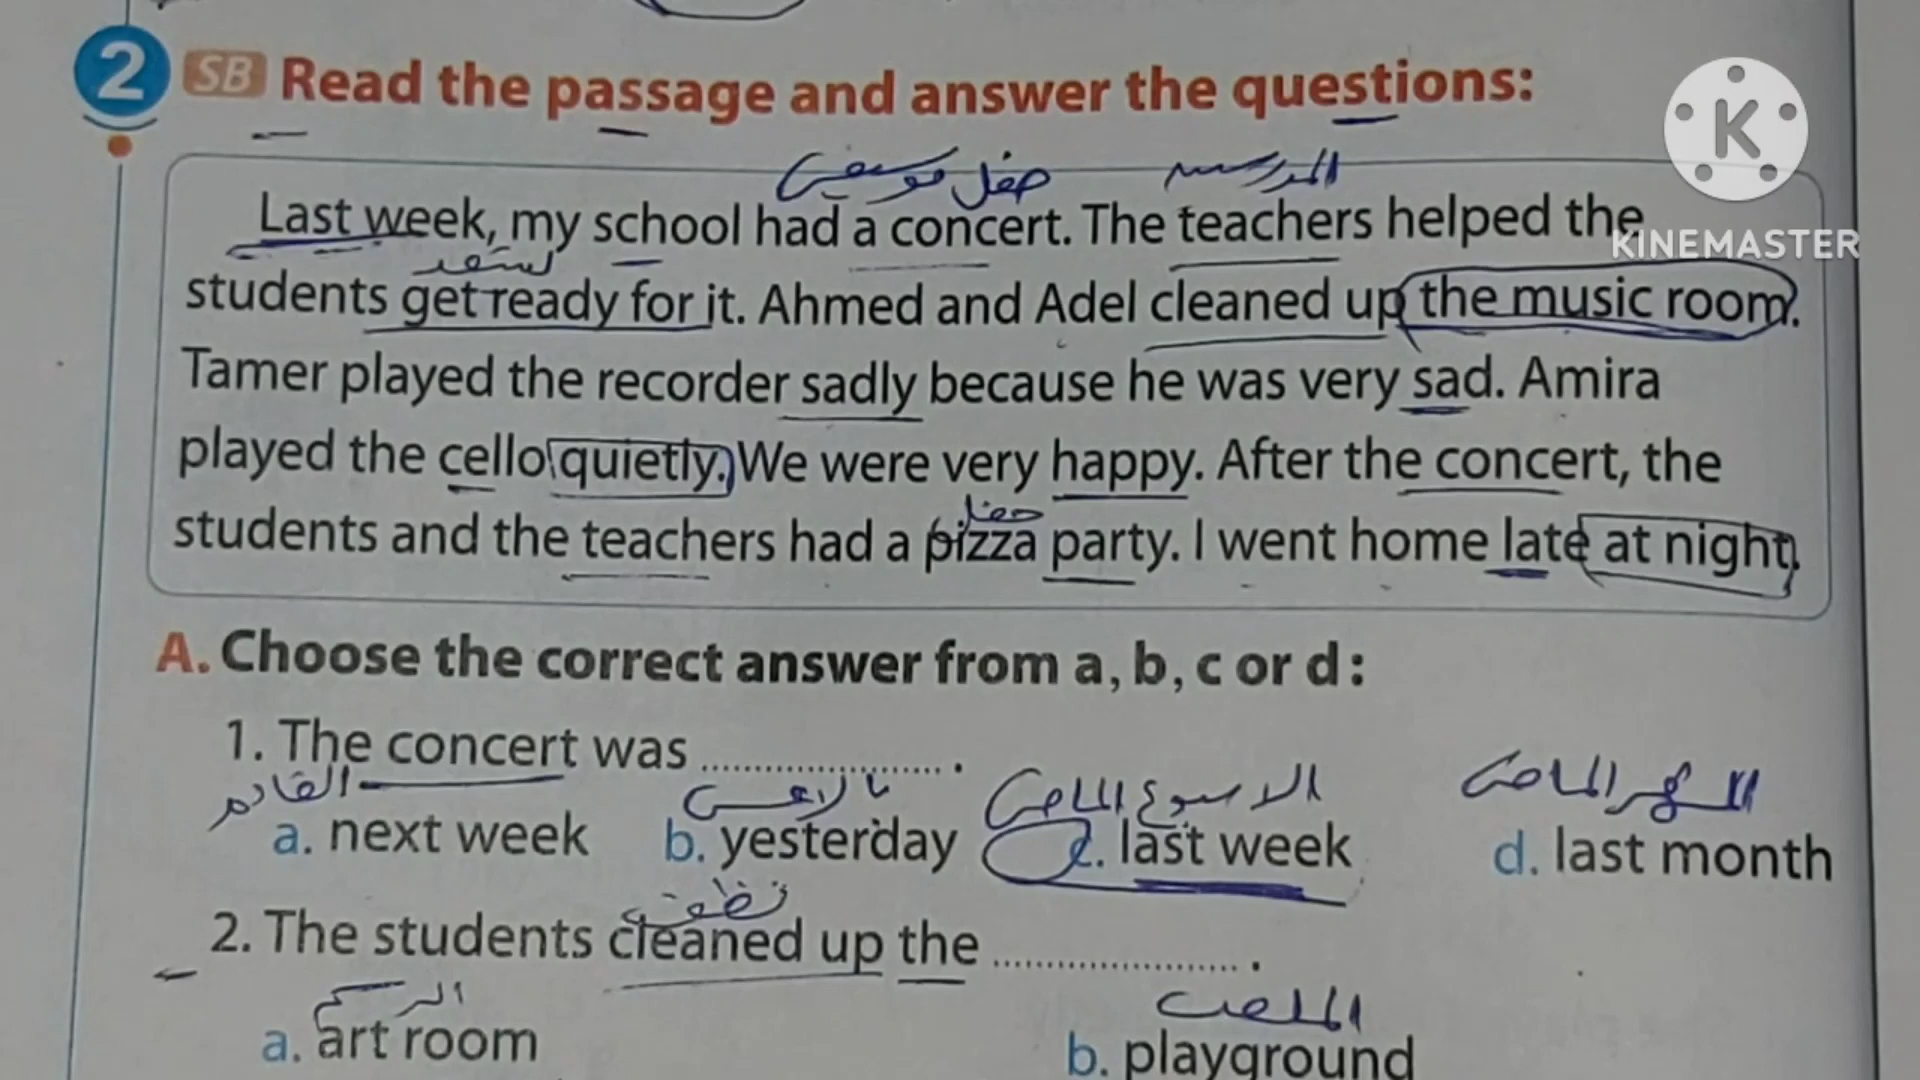 2 SB Read the passage and answer the questions:
K
KINEMASTER
حفل موسيقى
Last week, my school had a concert. The teachers helped the
students get ready for it. Ahmed and Adel cleaned up the music room.
Tamer played the recorder sadly because he was very sad. Amira
played the cello quietly. We were very happy. After the concert, the
حفل
students and the teachers had a pizza party. I went home late at night.
A. Choose the correct answer from a, b, c or d:
1. The concert was .......................... .
القادم الاسبوع الماضى الشهر الماضى
a. next week b. yesterday c. last week d. last month
2. The students cleaned up the .......................... .
الرسم الملعب
a. art room b. playground